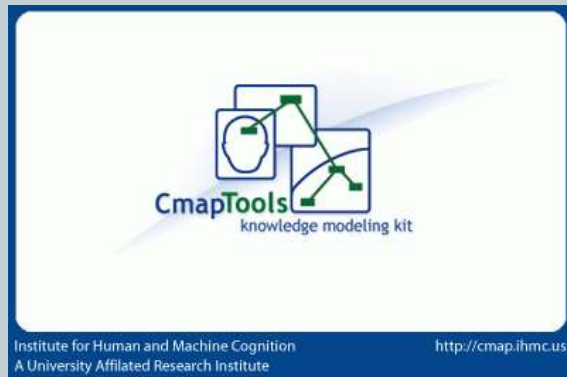 CmapTools
knowledge modeling kit
Institute for Human and Machine Cognition
http://cmap.ihmc.us
A University Affilated Research Institute